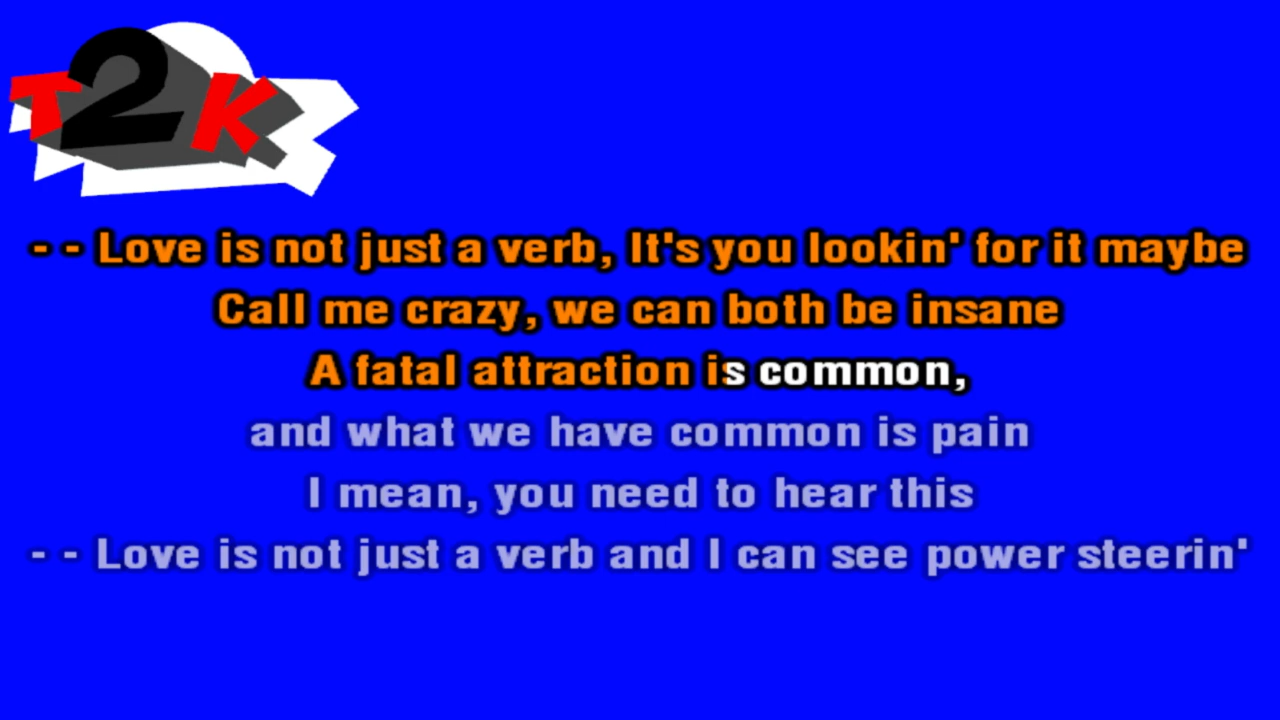 T2K
- - Love is not just a verb, It's you lookin' for it maybe
Call me crazy, we can both be insane
A fatal attraction is common,
and what we have common is pain
I mean, you need to hear this
- - Love is not just a verb and I can see power steerin'